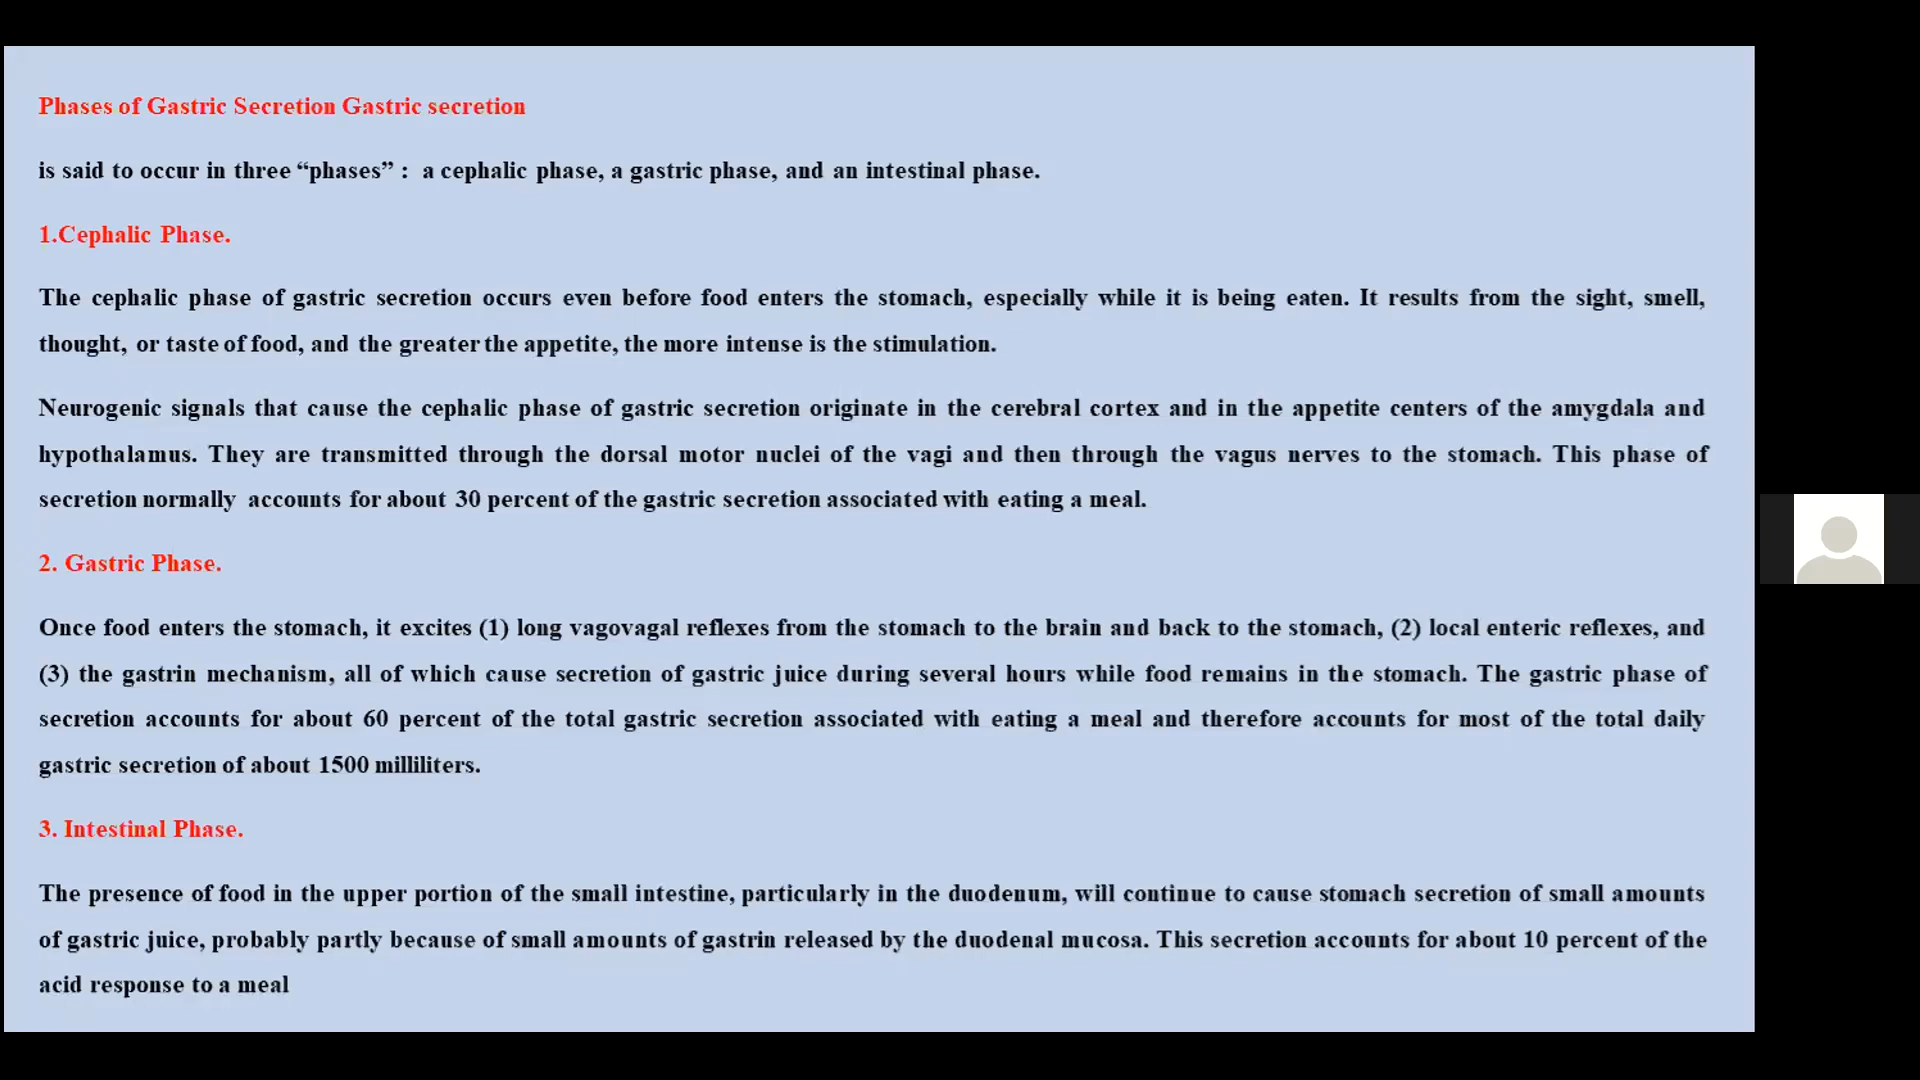 Phases of Gastric Secretion Gastric secretion
is said to occur in three “phases” : a cephalic phase, a gastric phase, and an intestinal phase.
1.Cephalic Phase.
The cephalic phase of gastric secretion occurs even before food enters the stomach, especially while it is being eaten. It results from the sight, smell,
thought, or taste of food, and the greater the appetite, the more intense is the stimulation.
Neurogenic signals that cause the cephalic phase of gastric secretion originate in the cerebral cortex and in the appetite centers of the amygdala and
hypothalamus. They are transmitted through the dorsal motor nuclei of the vagi and then through the vagus nerves to the stomach. This phase of
secretion normally accounts for about 30 percent of the gastric secretion associated with eating a meal.
2. Gastric Phase.
Once food enters the stomach, it excites (1) long vagovagal reflexes from the stomach to the brain and back to the stomach, (2) local enteric reflexes, and
(3) the gastrin mechanism, all of which cause secretion of gastric juice during several hours while food remains in the stomach. The gastric phase of
secretion accounts for about 60 percent of the total gastric secretion associated with eating a meal and therefore accounts for most of the total daily
gastric secretion of about 1500 milliliters.
3. Intestinal Phase.
The presence of food in the upper portion of the small intestine, particularly in the duodenum, will continue to cause stomach secretion of small amounts
of gastric juice, probably partly because of small amounts of gastrin released by the duodenal mucosa. This secretion accounts for about 10 percent of the
acid response to a meal